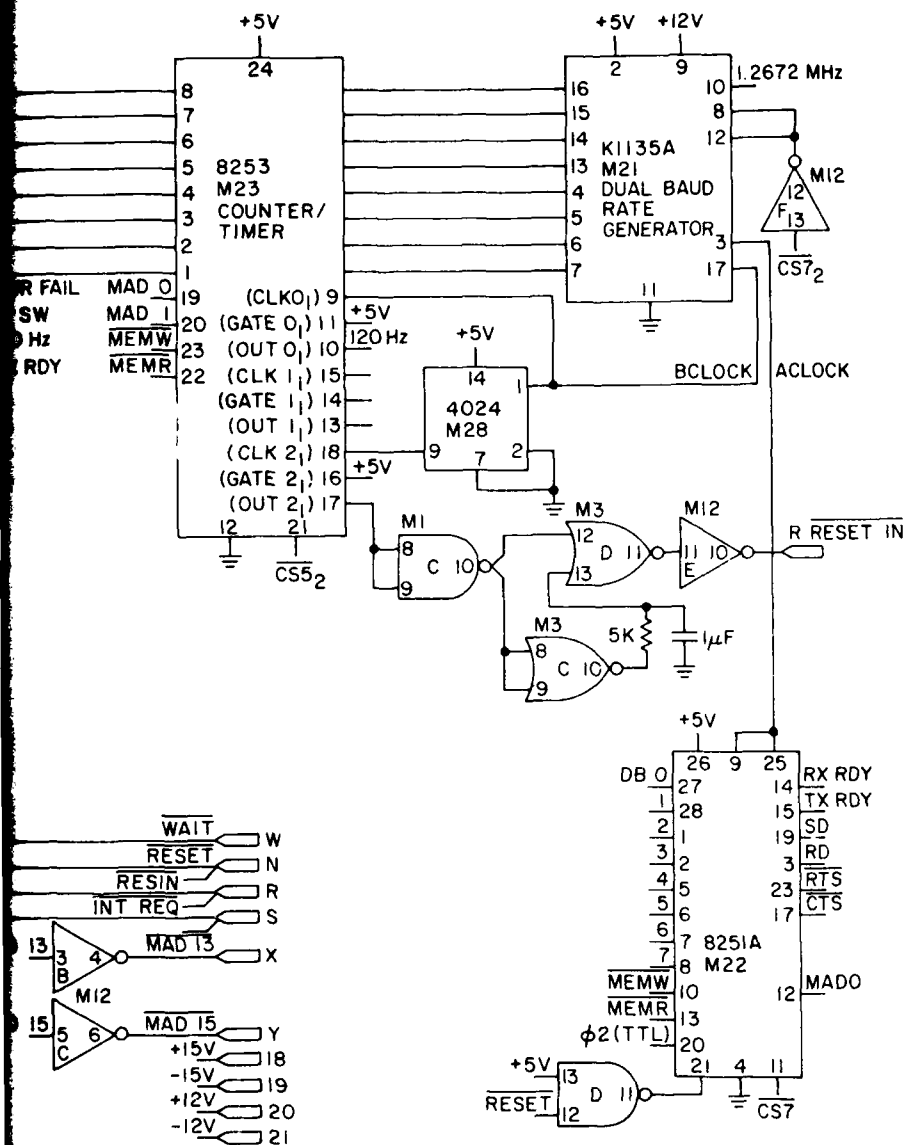 +5V
24
8
7
6
5
4
3
2
1
8253
M23
COUNTER/
TIMER
R FAIL
SW
Hz
RDY
MAD 0
19
MAD 1
20
MEMW
23
MEMR
22
(CLK0 ) 9
(GATE 0 ) 11
+5V
(OUT 0 ) 10
120 Hz
(CLK 1 ) 15
(GATE 1 ) 14
(OUT 1 ) 13
(CLK 2 ) 18
(GATE 2 ) 16
+5V
(OUT 2 ) 17
12
21
CS5₂
+5V
+12V
2
9
16
15
14
13
4
5
6
7
K1135A
M21
DUAL BAUD
RATE
GENERATOR
10
1.2672 MHz
8
12
3
17
11
M12
12
F
13
CS7₂
+5V
14
4024
M28
1
9
7
2
BCLOCK
ACLOCK
M1
8
9
C 10
M3
12
13
D 11
M12
11 10
E
R RESET IN
M3
8
9
C 10
5K
1μF
+5V
26
9
25
DB 0
27
1
28
2
1
3
2
4
5
5
6
6
7
7
8
MEMW
10
MEMR
13
ϕ2(TTL)
20
8251A
M22
14
RX RDY
15
TX RDY
19
SD
3
RD
23
RTS
17
CTS
12
MAD0
21
4
11
CS7
+5V
13
RESET
12
D 11
WAIT
W
RESET
N
RESIN
R
INT REQ
S
13
3 4
B
MAD 13
X
M12
15
5 6
C
MAD 15
Y
+15V
18
-15V
19
+12V
20
-12V
21